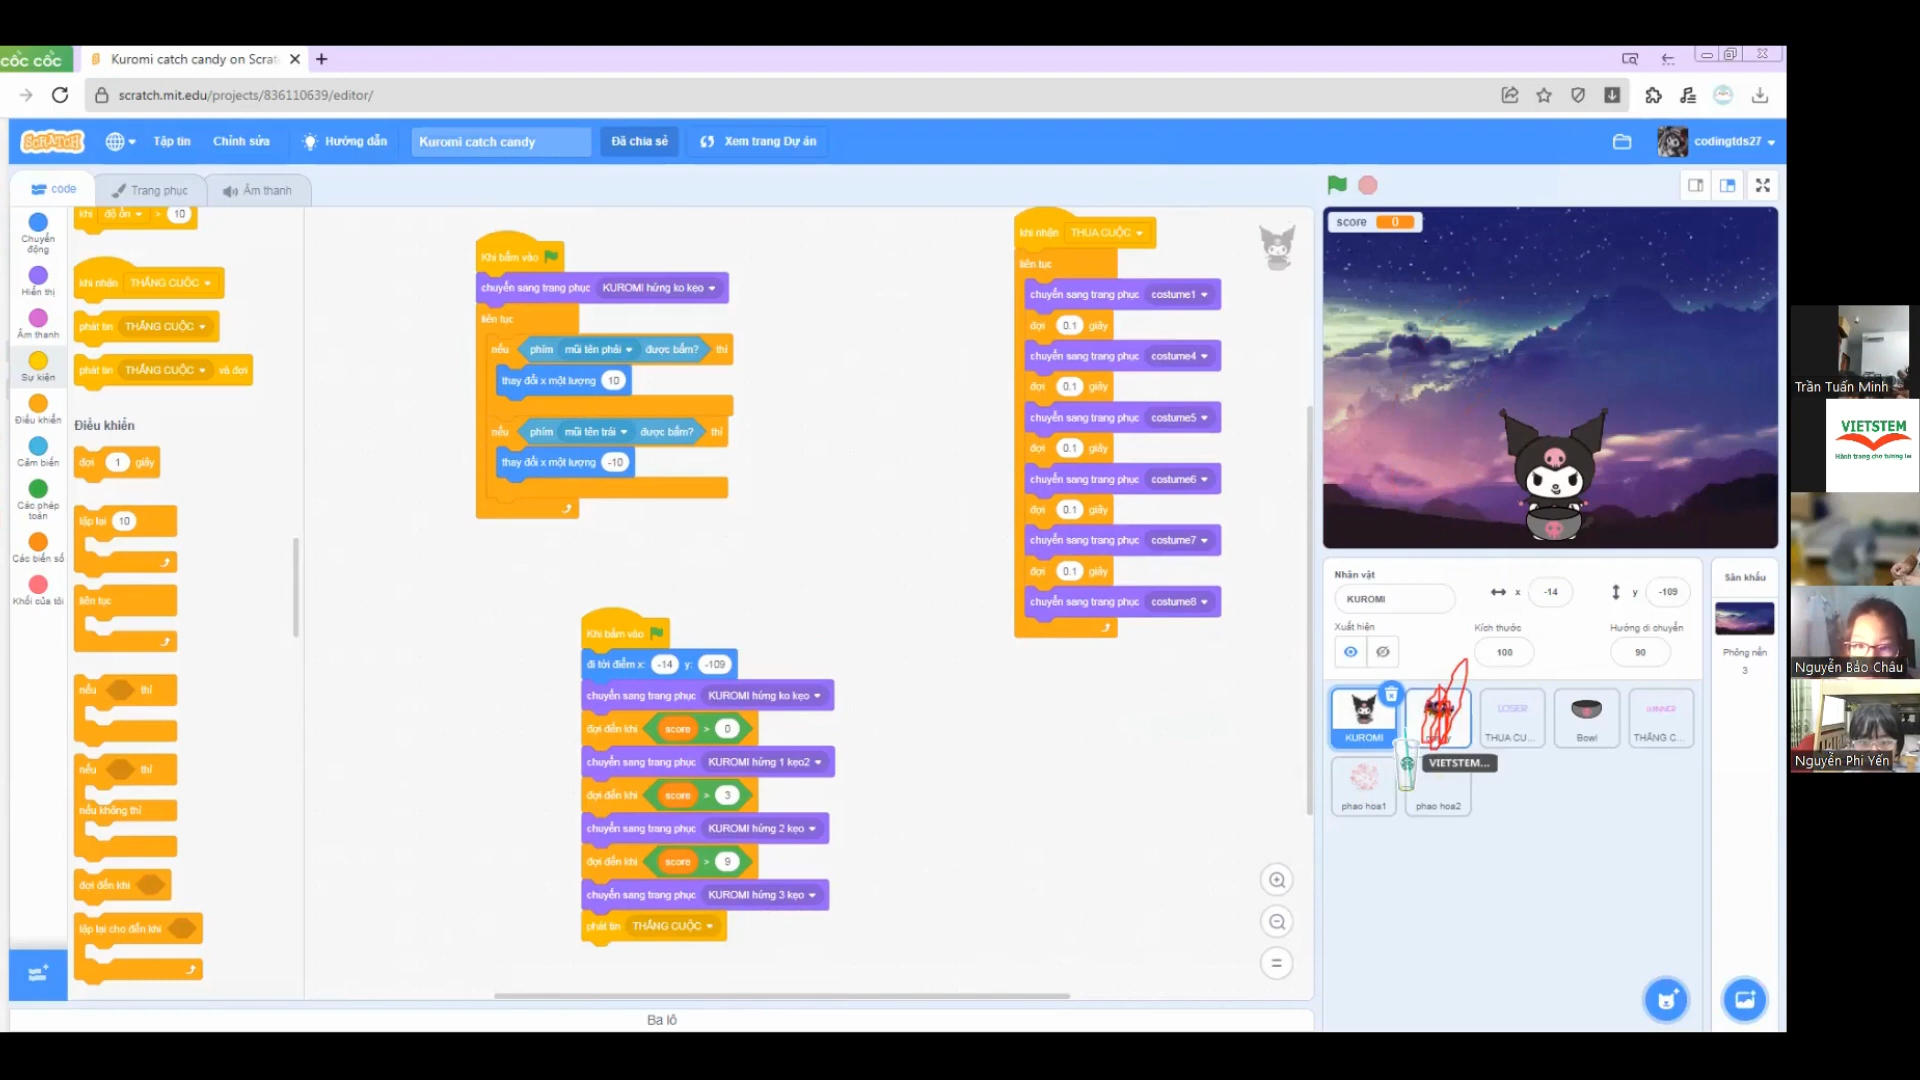 cốc cốc
Kuromi catch candy on Scrat
scratch.mit.edu/projects/836110639/editor/
SCRATCH
Tập tin
Chỉnh sửa
Hướng dẫn
Kuromi catch candy
Đã chia sẻ
Xem trang Dự án
codingtds27
code
Trang phục
Âm thanh
Chuyển động
Hiển thị
Âm thanh
Sự kiện
Điều khiển
Cảm biến
Các phép toán
Các biến số
Khối của tôi
khi độ ồn > 10
khi nhận THẮNG CUỘC
phát tin THẮNG CUỘC
phát tin THẮNG CUỘC và đợi
Điều khiển
đợi 1 giây
lặp lại 10
liên tục
nếu thì
nếu thì
nếu không thì
đợi đến khi
lặp lại cho đến khi
Khi bấm vào
chuyển sang trang phục KUROMI hứng ko kẹo
liên tục
nếu phím mũi tên phải được bấm? thì
thay đổi x một lượng 10
nếu phím mũi tên trái được bấm? thì
thay đổi x một lượng -10
Khi bấm vào
đi tới điểm x: -14 y: -109
chuyển sang trang phục KUROMI hứng ko kẹo
đợi đến khi score > 0
chuyển sang trang phục KUROMI hứng 1 kẹo2
đợi đến khi score > 3
chuyển sang trang phục KUROMI hứng 2 kẹo
đợi đến khi score > 9
chuyển sang trang phục KUROMI hứng 3 kẹo
phát tin THẮNG CUỘC
khi nhận THUA CUỘC
liên tục
chuyển sang trang phục costume1
đợi 0.1 giây
chuyển sang trang phục costume4
đợi 0.1 giây
chuyển sang trang phục costume5
đợi 0.1 giây
chuyển sang trang phục costume6
đợi 0.1 giây
chuyển sang trang phục costume7
đợi 0.1 giây
chuyển sang trang phục costume8
Ba lô
score 0
Nhân vật
KUROMI
x -14
y -109
Xuất hiện
Kích thước
100
Hướng di chuyển
90
KUROMI
LOSER
THUA CU...
Bowl
WINNER
THẮNG C...
VIETSTEM...
phao hoa1
phao hoa2
Sân khấu
Phông nền
3
Trần Tuấn Minh
VIETSTEM
Hành trang cho tương lai
Nguyễn Bảo Châu
Nguyễn Phi Yến